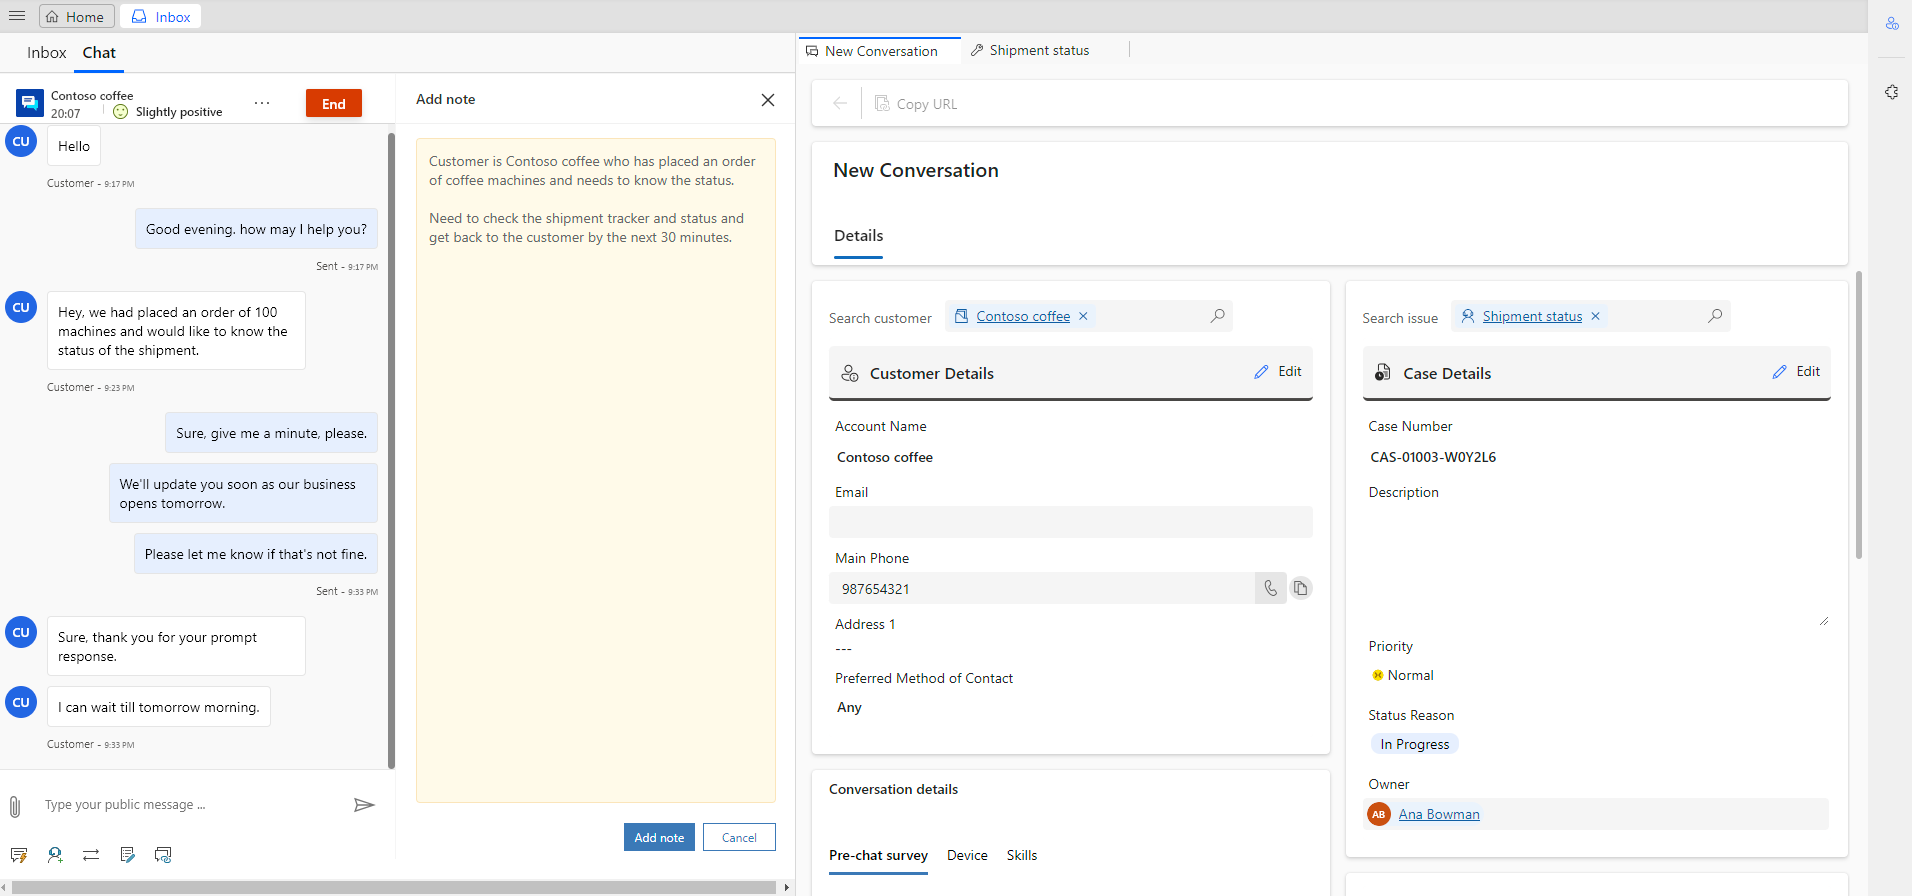 Home
Inbox
Inbox
Chat
Contoso coffee
20:07
Slightly positive
...
End
CU
Hello
Customer - 9:17 PM
Good evening. how may I help you?
Sent - 9:17 PM
CU
Hey, we had placed an order of 100
machines and would like to know the
status of the shipment.
Customer - 9:23 PM
Sure, give me a minute, please.
We'll update you soon as our business
opens tomorrow.
Please let me know if that's not fine.
Sent - 9:33 PM
CU
Sure, thank you for your prompt
response.
CU
I can wait till tomorrow morning.
Customer - 9:33 PM
Type your public message ...
Add note
Customer is Contoso coffee who has placed an order
of coffee machines and needs to know the status.
Need to check the shipment tracker and status and
get back to the customer by the next 30 minutes.
Add note
Cancel
New Conversation
Shipment status
Copy URL
New Conversation
Details
Search customer
Contoso coffee
Customer Details
Edit
Account Name
Contoso coffee
Email
Main Phone
987654321
Address 1
---
Preferred Method of Contact
Any
Conversation details
Pre-chat survey
Device
Skills
Search issue
Shipment status
Case Details
Edit
Case Number
CAS-01003-W0Y2L6
Description
Priority
Normal
Status Reason
In Progress
Owner
AB
Ana Bowman